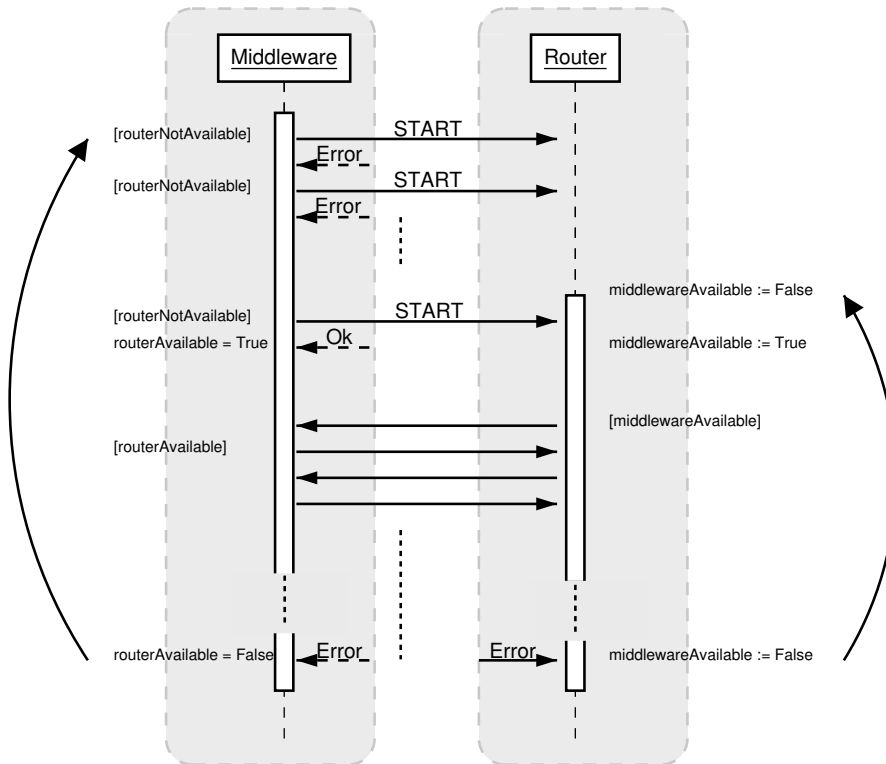 Middleware
Router
[routerNotAvailable]
START
Error
[routerNotAvailable]
START
Error
middlewareAvailable := False
[routerNotAvailable]
START
routerAvailable = True
Ok
middlewareAvailable := True
[middlewareAvailable]
[routerAvailable]
routerAvailable = False
Error
Error
middlewareAvailable := False